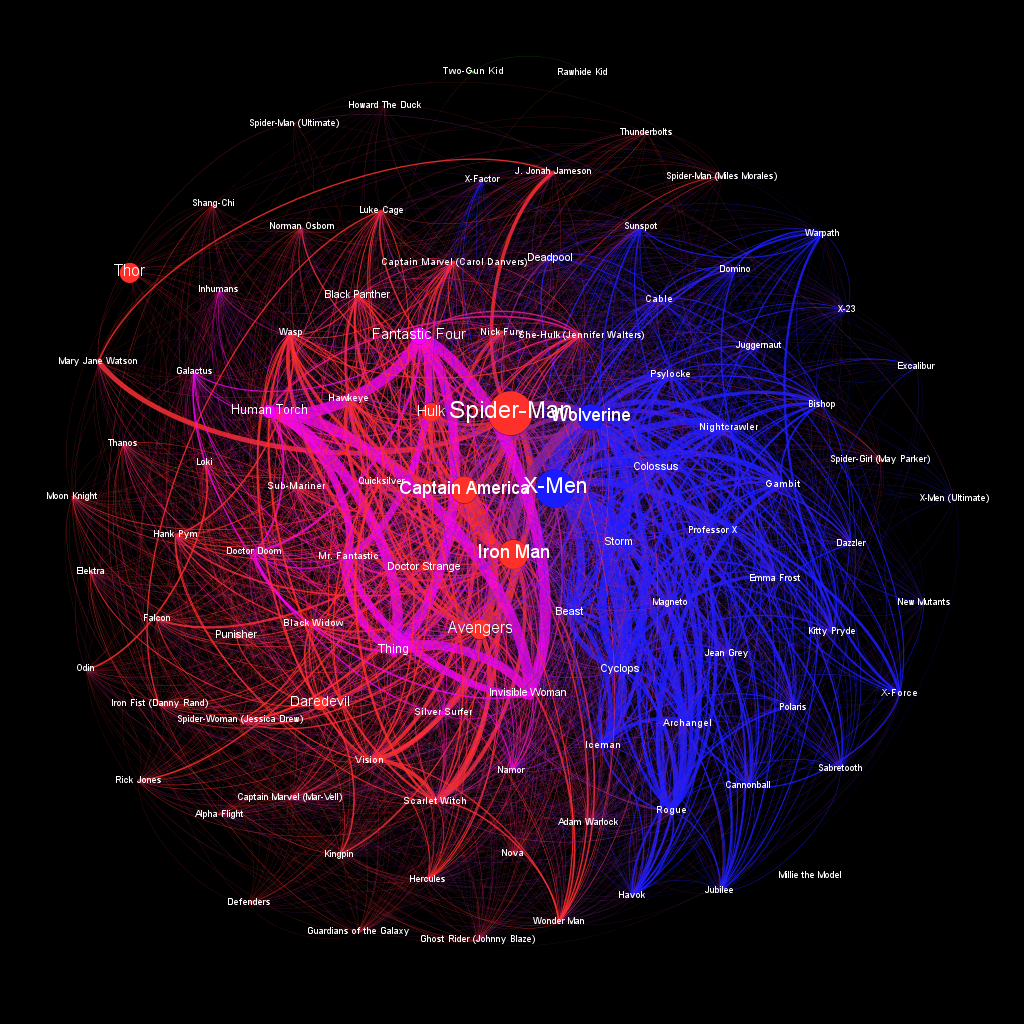 Two-Gun Kid
Rawhide Kid
Howard The Duck
Spider-Man (Ultimate)
Thunderbolts
J. Jonah Jameson
Spider-Man (Miles Morales)
X-Factor
Shang-Chi
Luke Cage
Norman Osborn
Sunspot
Warpath
Captain Marvel (Carol Danvers)
Deadpool
Domino
Thor
Inhumans
Black Panther
Cable
X-23
Wasp
Fantastic Four
Nick Fury
She-Hulk (Jennifer Walters)
Juggernaut
Mary Jane Watson
Galactus
Psylocke
Excalibur
Human Torch
Hawkeye
Hulk
Spider-Man
Wolverine
Bishop
Nightcrawler
Thanos
Loki
Colossus
Spider-Girl (May Parker)
Moon Knight
Sub-Mariner
Quicksilver
Captain America
X-Men
Gambit
X-Men (Ultimate)
Hank Pym
Professor X
Doctor Doom
Mr. Fantastic
Iron Man
Storm
Dazzler
Elektra
Doctor Strange
Emma Frost
Falcon
Beast
Magneto
New Mutants
Punisher
Black Widow
Avengers
Kitty Pryde
Thing
Jean Grey
Odin
Cyclops
Invisible Woman
X-Force
Iron Fist (Danny Rand)
Daredevil
Spider-Woman (Jessica Drew)
Silver Surfer
Archangel
Polaris
Iceman
Vision
Namor
Sabretooth
Rick Jones
Cannonball
Captain Marvel (Mar-Vell)
Scarlet Witch
Alpha Flight
Rogue
Adam Warlock
Kingpin
Nova
Hercules
Millie the Model
Defenders
Havok
Jubilee
Wonder Man
Guardians of the Galaxy
Ghost Rider (Johnny Blaze)